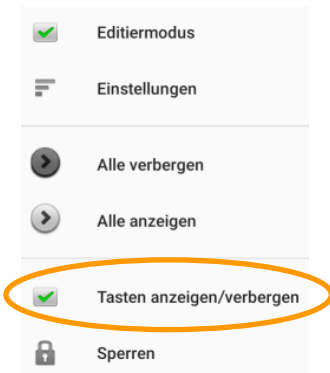 Editiermodus
Einstellungen
Alle verbergen
Alle anzeigen
Tasten anzeigen/verbergen
Sperren